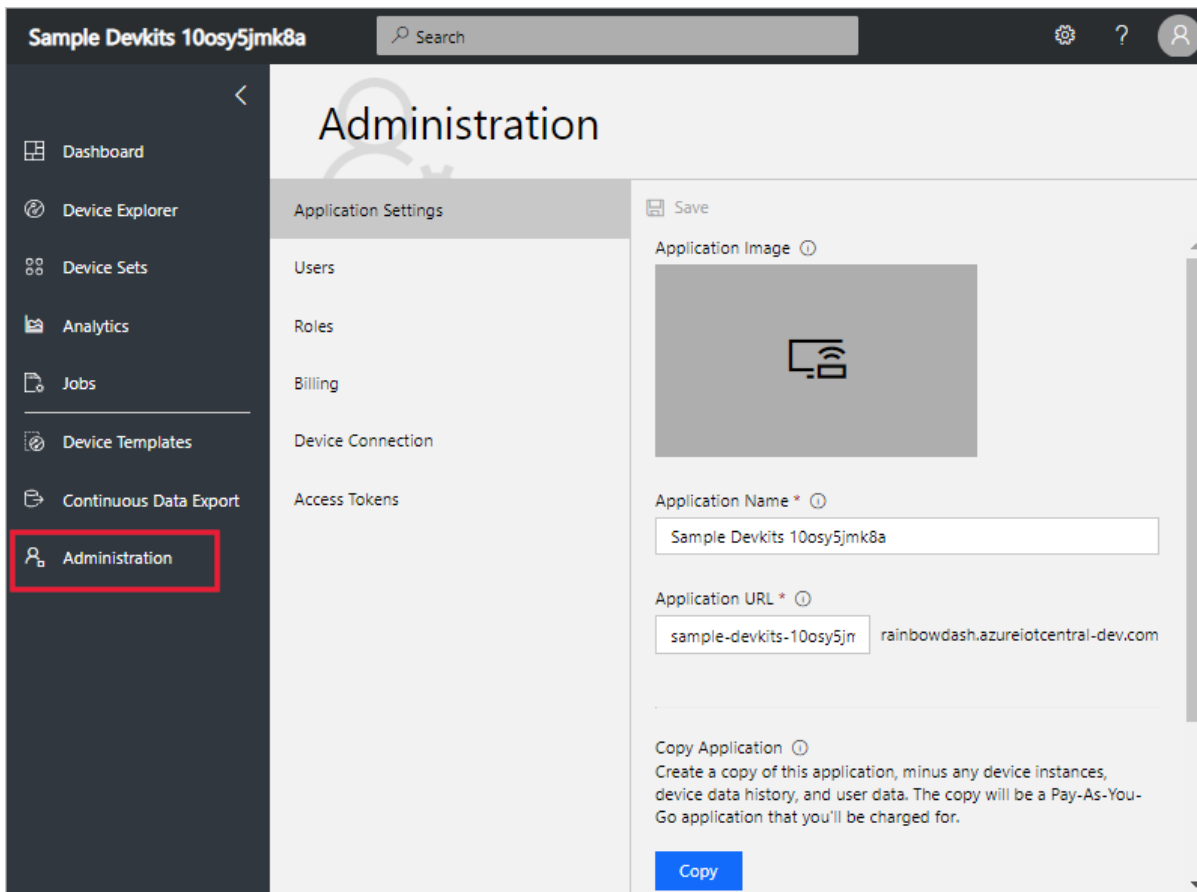 Sample Devkits 10osy5jmk8a
Search
?
Dashboard
Device Explorer
Device Sets
Analytics
Jobs
Device Templates
Continuous Data Export
Administration
Administration
Application Settings
Users
Roles
Billing
Device Connection
Access Tokens
Save
Application Image
Application Name *
Sample Devkits 10osy5jmk8a
Application URL *
sample-devkits-10osy5jm
rainbowdash.azureiotcentral-dev.com
Copy Application
Create a copy of this application, minus any device instances,
device data history, and user data. The copy will be a Pay-As-You-
Go application that you'll be charged for.
Copy